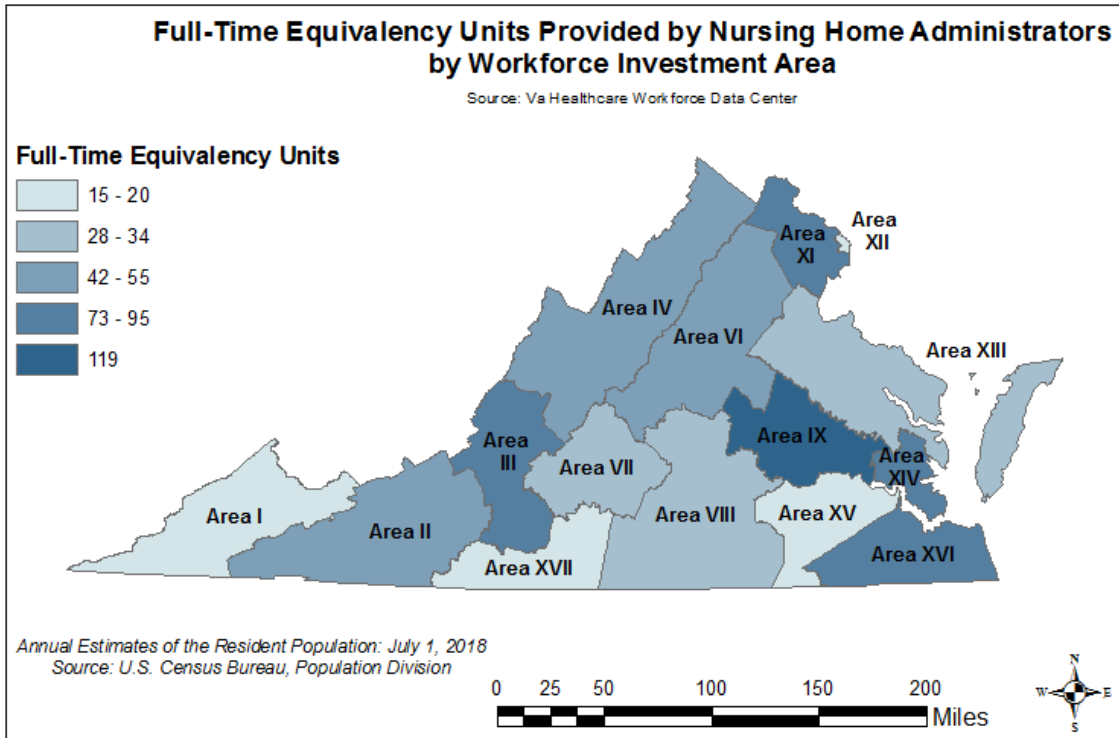 Full-Time Equivalency Units Provided by Nursing Home Administrators
by Workforce Investment Area
Source: Va Healthcare Workforce Data Center
Full-Time Equivalency Units
15 - 20
28 - 34
42 - 55
73 - 95
119
Area
XII
Area
XI
Area IV
Area VI
Area XIII
Area
III
Area IX
Area VII
Area
XIV
Area I
Area II
Area VIII
Area XV
Area XVII
Area XVI
Annual Estimates of the Resident Population: July 1, 2018
Source: U.S. Census Bureau, Population Division
0 25 50 100 150 200
Miles
N
W E
S